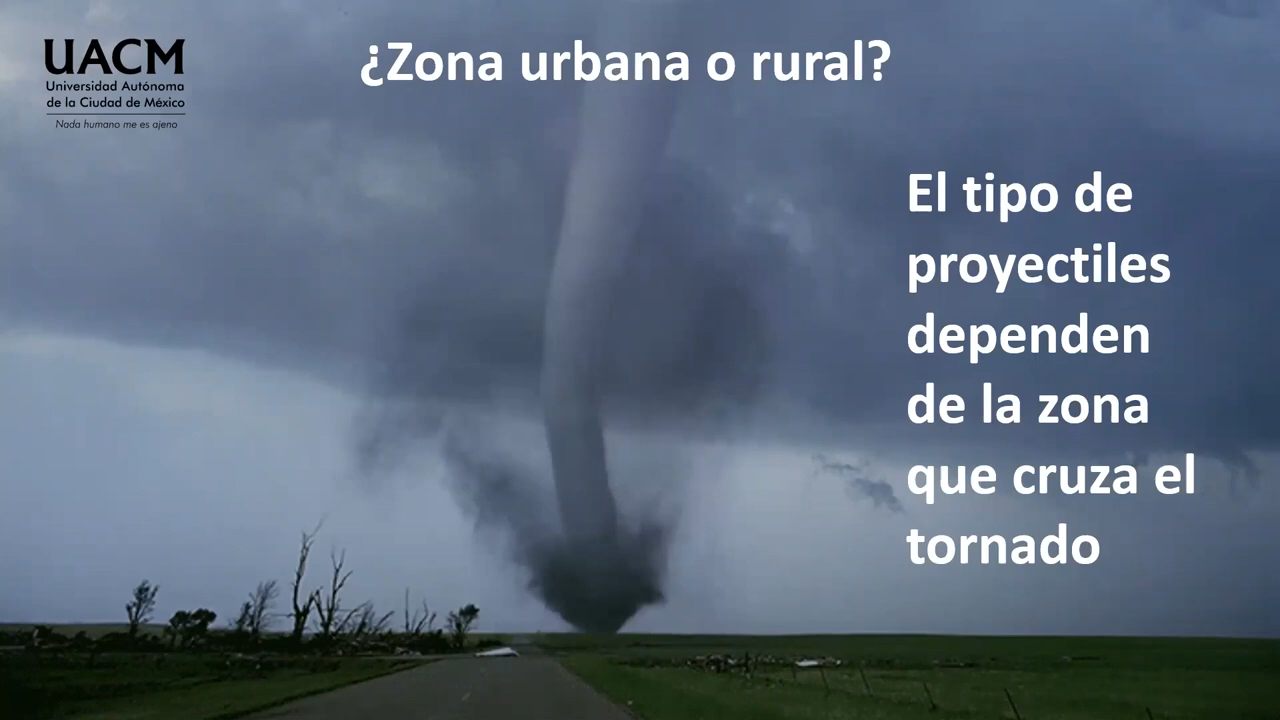 UACM
Universidad Autónoma
de la Ciudad de México
Nada humano me es ajeno
¿Zona urbana o rural?
El tipo de
proyectiles
dependen
de la zona
que cruza el
tornado